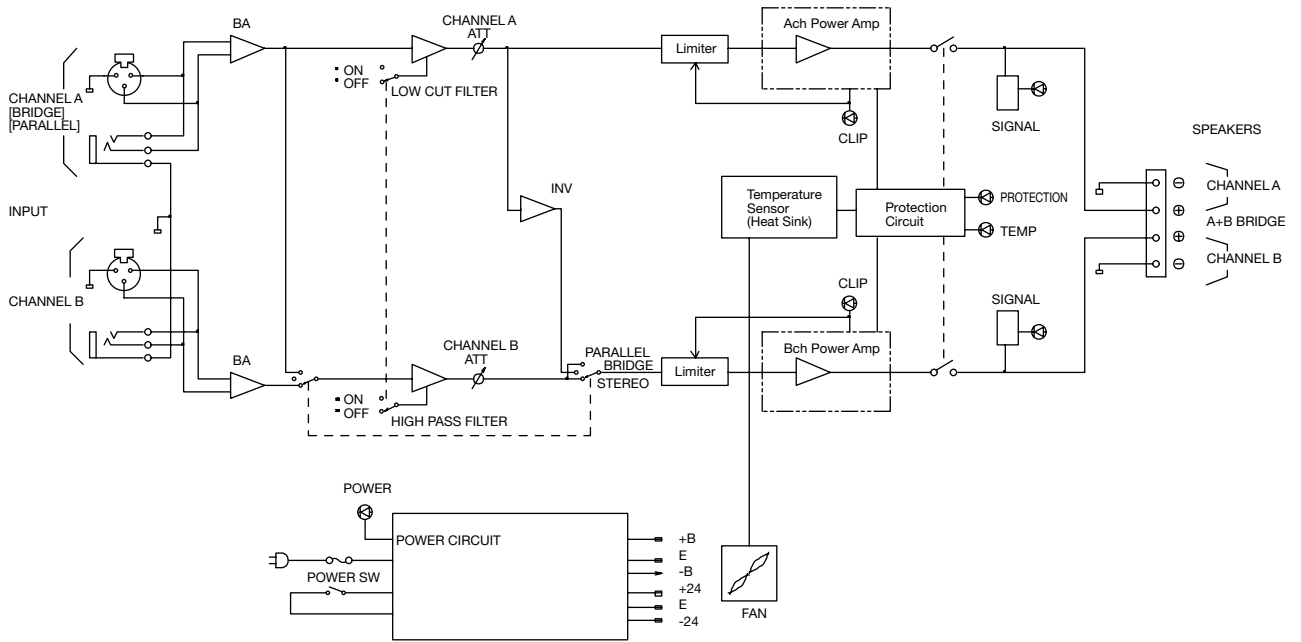 BA
CHANNEL A
ATT
Ach Power Amp
Limiter
ON
OFF
LOW CUT FILTER
CHANNEL A
[BRIDGE]
[PARALLEL]
CLIP
SIGNAL
SPEAKERS
INV
Temperature
Sensor
(Heat Sink)
Protection
Circuit
PROTECTION
TEMP
⊖
CHANNEL A
⊕
A+B BRIDGE
⊕
CHANNEL B
⊖
INPUT
CHANNEL B
CLIP
SIGNAL
BA
CHANNEL B
ATT
PARALLEL
BRIDGE
STEREO
Limiter
Bch Power Amp
ON
OFF
HIGH PASS FILTER
POWER
POWER CIRCUIT
POWER SW
+B
E
-B
+24
E
-24
FAN